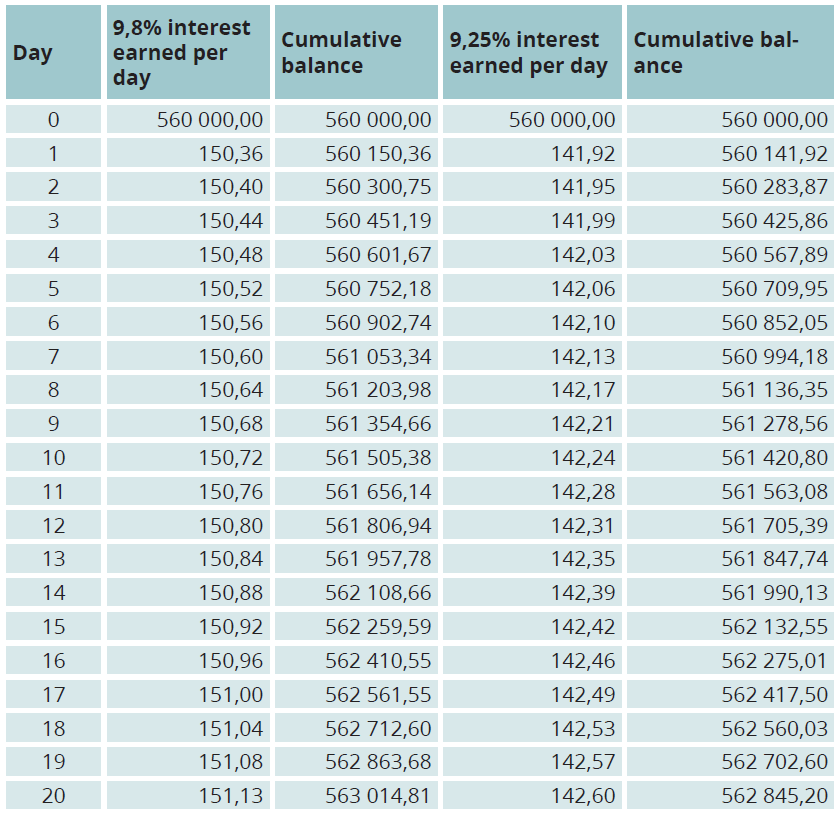 Day 9,8% interest earned per day Cumulative balance 9,25% interest earned per day Cumulative bal-ance
0 560 000,00 560 000,00 560 000,00 560 000,00
1 150,36 560 150,36 141,92 560 141,92
2 150,40 560 300,75 141,95 560 283,87
3 150,44 560 451,19 141,99 560 425,86
4 150,48 560 601,67 142,03 560 567,89
5 150,52 560 752,18 142,06 560 709,95
6 150,56 560 902,74 142,10 560 852,05
7 150,60 561 053,34 142,13 560 994,18
8 150,64 561 203,98 142,17 561 136,35
9 150,68 561 354,66 142,21 561 278,56
10 150,72 561 505,38 142,24 561 420,80
11 150,76 561 656,14 142,28 561 563,08
12 150,80 561 806,94 142,31 561 705,39
13 150,84 561 957,78 142,35 561 847,74
14 150,88 562 108,66 142,39 561 990,13
15 150,92 562 259,59 142,42 562 132,55
16 150,96 562 410,55 142,46 562 275,01
17 151,00 562 561,55 142,49 562 417,50
18 151,04 562 712,60 142,53 562 560,03
19 151,08 562 863,68 142,57 562 702,60
20 151,13 563 014,81 142,60 562 845,20